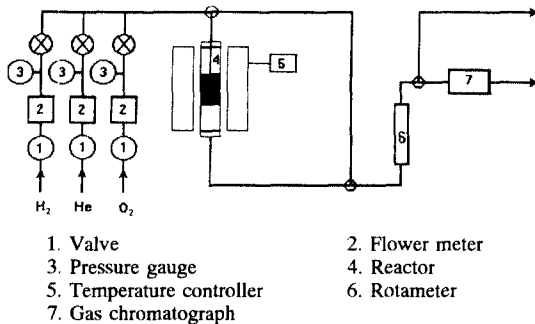 3 3 3
4
5
2 2 2
7
6
1 1 1
H₂ He O₂
1. Valve 2. Flower meter
3. Pressure gauge 4. Reactor
5. Temperature controller 6. Rotameter
7. Gas chromatograph